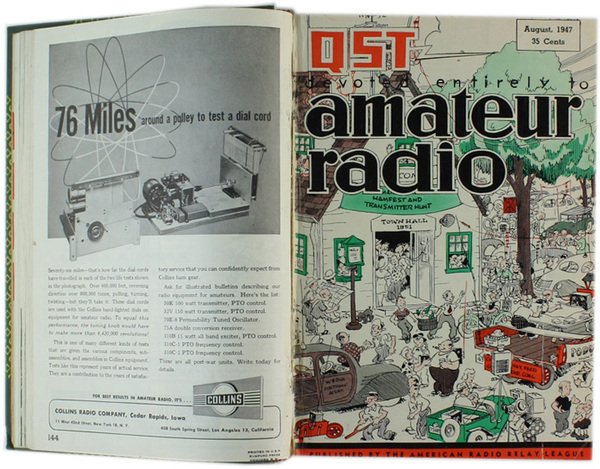 76 Miles around a pulley to test a dial cord
Seventy-six miles—that's how far the dial cords
have travelled in each of the two life tests shown
in the photograph. Over 400,000 feet, reversing
direction over 800,000 times, pulling, turning,
twisting—but they'll take it. These dial cords
are used with the Collins band-lighted dials on
equipment for amateur radio. To equal this
performance, the tuning knob would have
to make more than 6,420,000 revolutions!
This is one of many different kinds of tests
that are given the various components, sub-
assemblies, and assemblies in Collins equipment.
Tests like this represent years of actual service.
They are a contribution to the years of satisfac-
tory service that you can confidently expect from
Collins ham gear.
Ask for illustrated bulletins describing our
radio equipment for amateurs. Here's the list:
30K 500 watt transmitter, PTO control.
32V 150 watt transmitter, PTO control.
70E-8 Permeability Tuned Oscillator.
75A double conversion receiver.
310B 15 watt all band exciter, PTO control.
310C-1 PTO frequency control.
310C-2 PTO frequency control.
These are all post-war units. Write today for
details.
FOR BEST RESULTS IN AMATEUR RADIO, IT'S . . .
COLLINS
COLLINS RADIO COMPANY, Cedar Rapids, Iowa
11 West 42nd Street, New York 18, N. Y.
458 South Spring Street, Los Angeles 13, California
144
PRINTED IN U.S.A.
QST
August, 1947
35 Cents
devoted entirely to
amateur
radio
HAMFEST AND
TRANSMITTER HUNT
TOWN HALL
1851
PUBLISHED BY THE AMERICAN RADIO RELAY LEAGUE